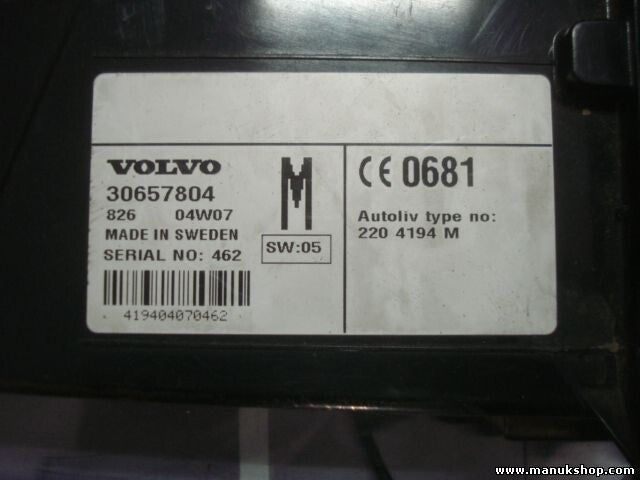 VOLVO
30657804
826 04W07
MADE IN SWEDEN
SERIAL NO: 462
419404070462
M
SW:05
CE 0681
Autoliv type no:
220 4194 M
www.manukshop.com